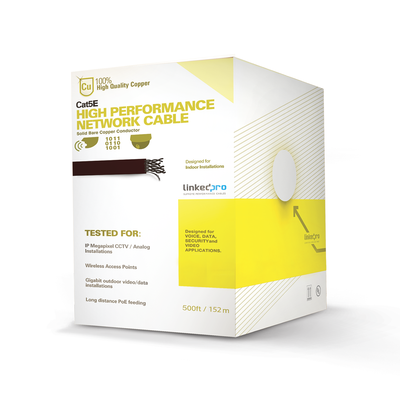 Cu
100%
High Quality Copper
Cat5E
HIGH PERFORMANCE
NETWORK CABLE
Solid Bare Copper Conductor
1011
0110
1001
Designed for
Indoor Installations
linkedpro
TESTED FOR:
IP Megapixel CCTV / Analog
Installations
Wireless Access Points
Gigabit outdoor video/data
installations
Long distance PoE feeding
Designed for
VOICE, DATA,
SECURITYand
VIDEO
APPLICATIONS.
500ft / 152m